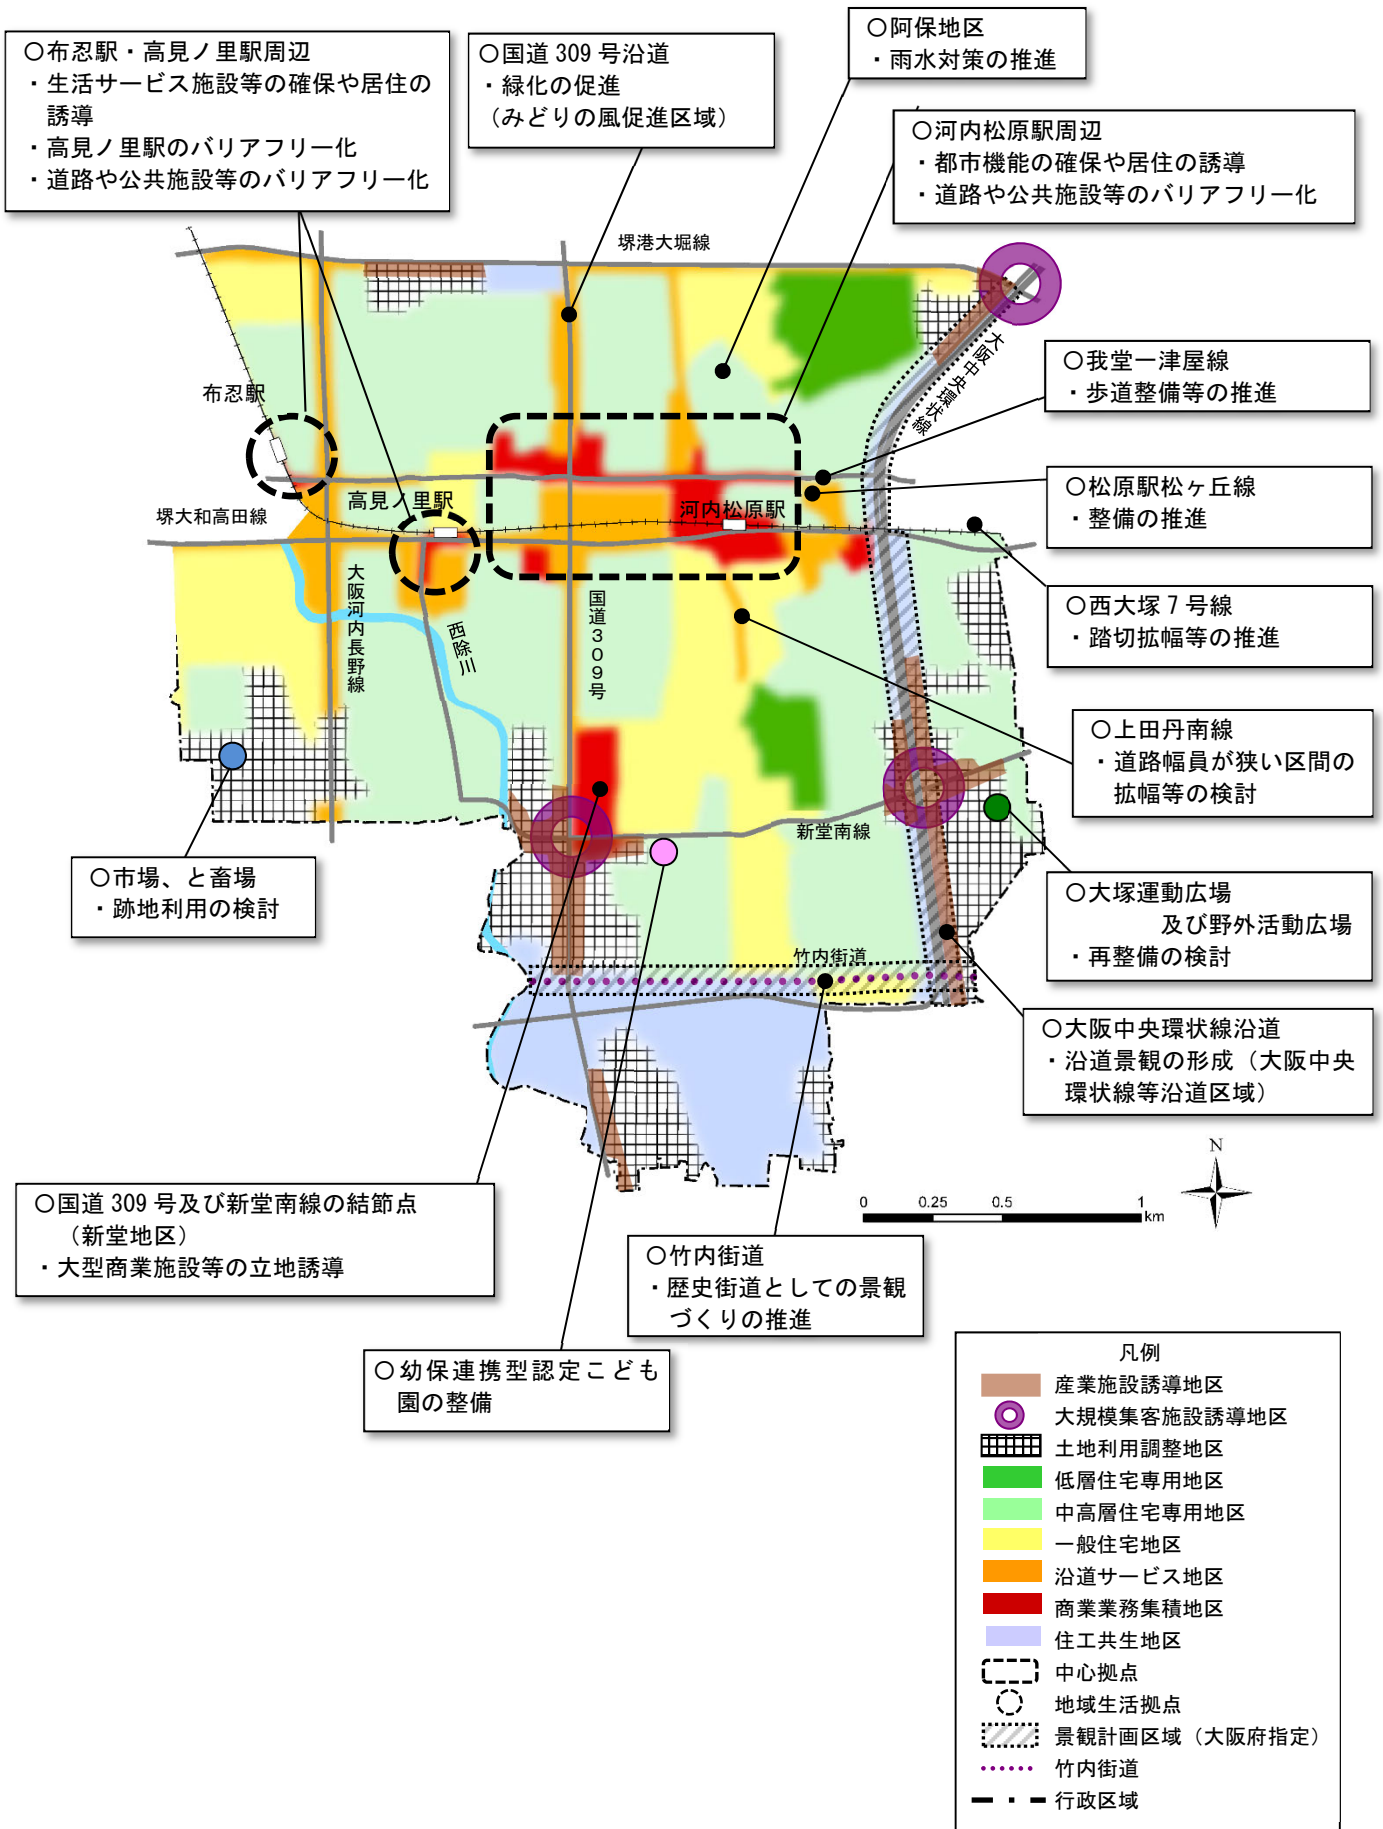 ○布忍駅・高見ノ里駅周辺
・生活サービス施設等の確保や居住の
誘導
・高見ノ里駅のバリアフリー化
・道路や公共施設等のバリアフリー化
○国道 309 号沿道
・緑化の促進
（みどりの風促進区域）
○阿保地区
・雨水対策の推進
○河内松原駅周辺
・都市機能の確保や居住の誘導
・道路や公共施設等のバリアフリー化
堺港大堀線
大阪中央環状線
○我堂一津屋線
・歩道整備等の推進
布忍駅
○松原駅松ヶ丘線
・整備の推進
高見ノ里駅
河内松原駅
堺大和高田線
大阪河内長野線
西除川
国道309号
○西大塚 7 号線
・踏切拡幅等の推進
○上田丹南線
・道路幅員が狭い区間の
拡幅等の検討
新堂南線
○市場、と畜場
・跡地利用の検討
○大塚運動広場
及び野外活動広場
・再整備の検討
竹内街道
○大阪中央環状線沿道
・沿道景観の形成（大阪中央
環状線等沿道区域）
N
0 0.25 0.5 1
km
○国道 309 号及び新堂南線の結節点
（新堂地区）
・大型商業施設等の立地誘導
○竹内街道
・歴史街道としての景観
づくりの推進
○幼保連携型認定こども
園の整備
凡例
産業施設誘導地区
大規模集客施設誘導地区
土地利用調整地区
低層住宅専用地区
中高層住宅専用地区
一般住宅地区
沿道サービス地区
商業業務集積地区
住工共生地区
中心拠点
地域生活拠点
景観計画区域（大阪府指定）
竹内街道
行政区域